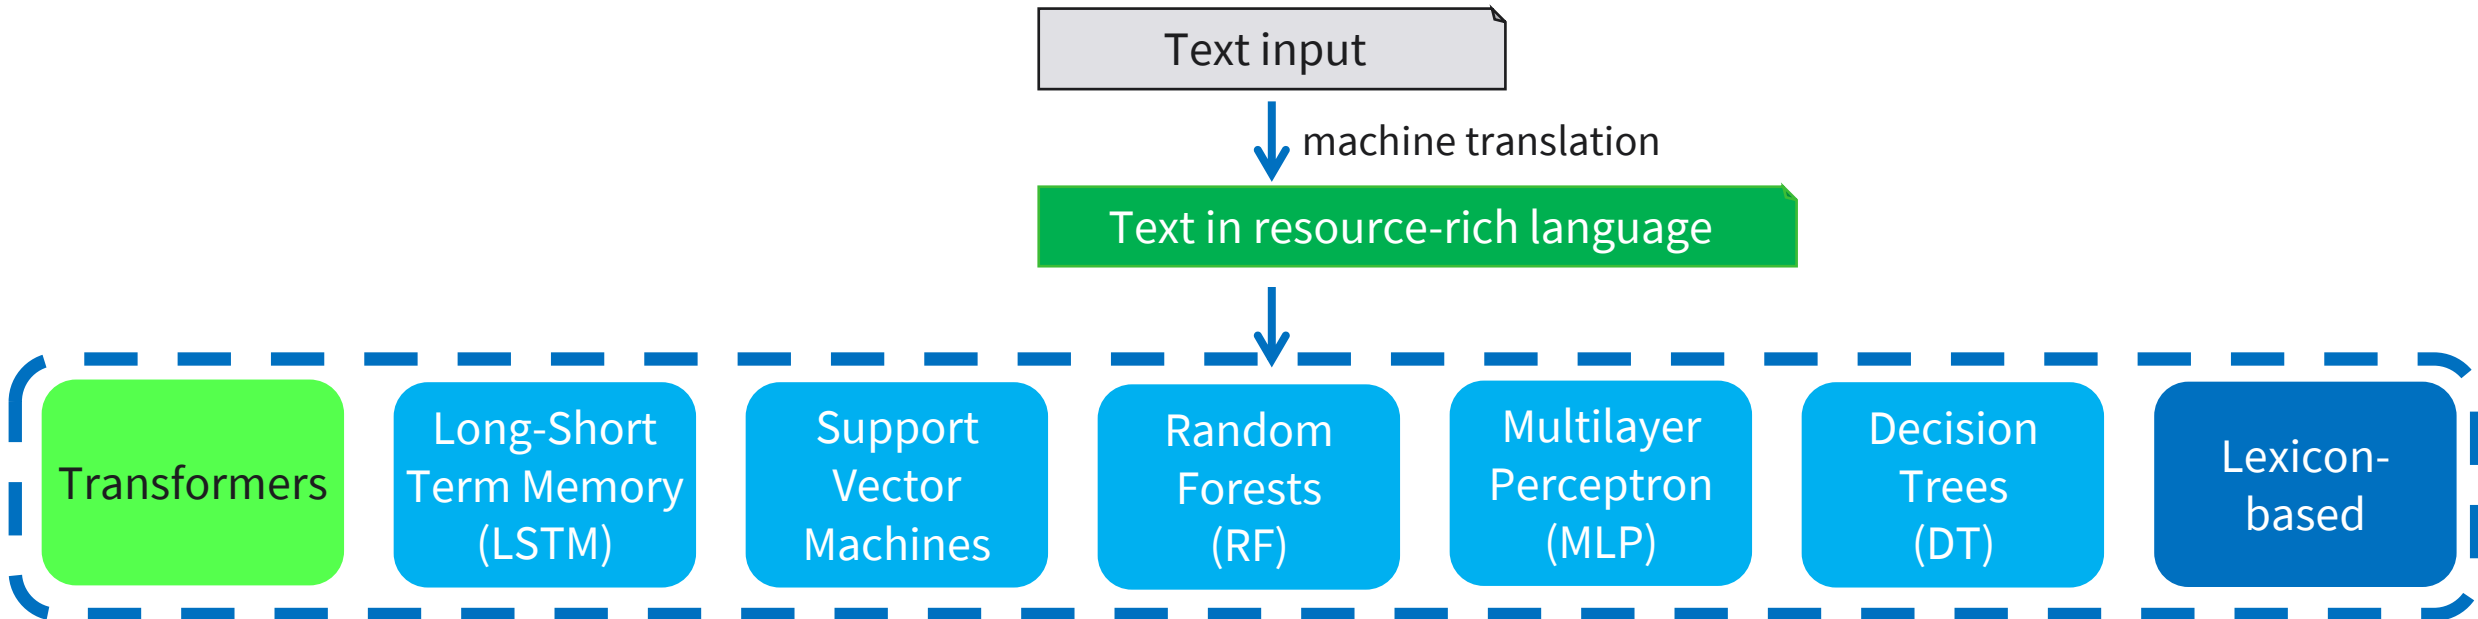 Text input
machine translation
Text in resource-rich language
Transformers
Long-Short
Term Memory
(LSTM)
Support
Vector
Machines
Random
Forests
(RF)
Multilayer
Perceptron
(MLP)
Decision
Trees
(DT)
Lexicon-
based